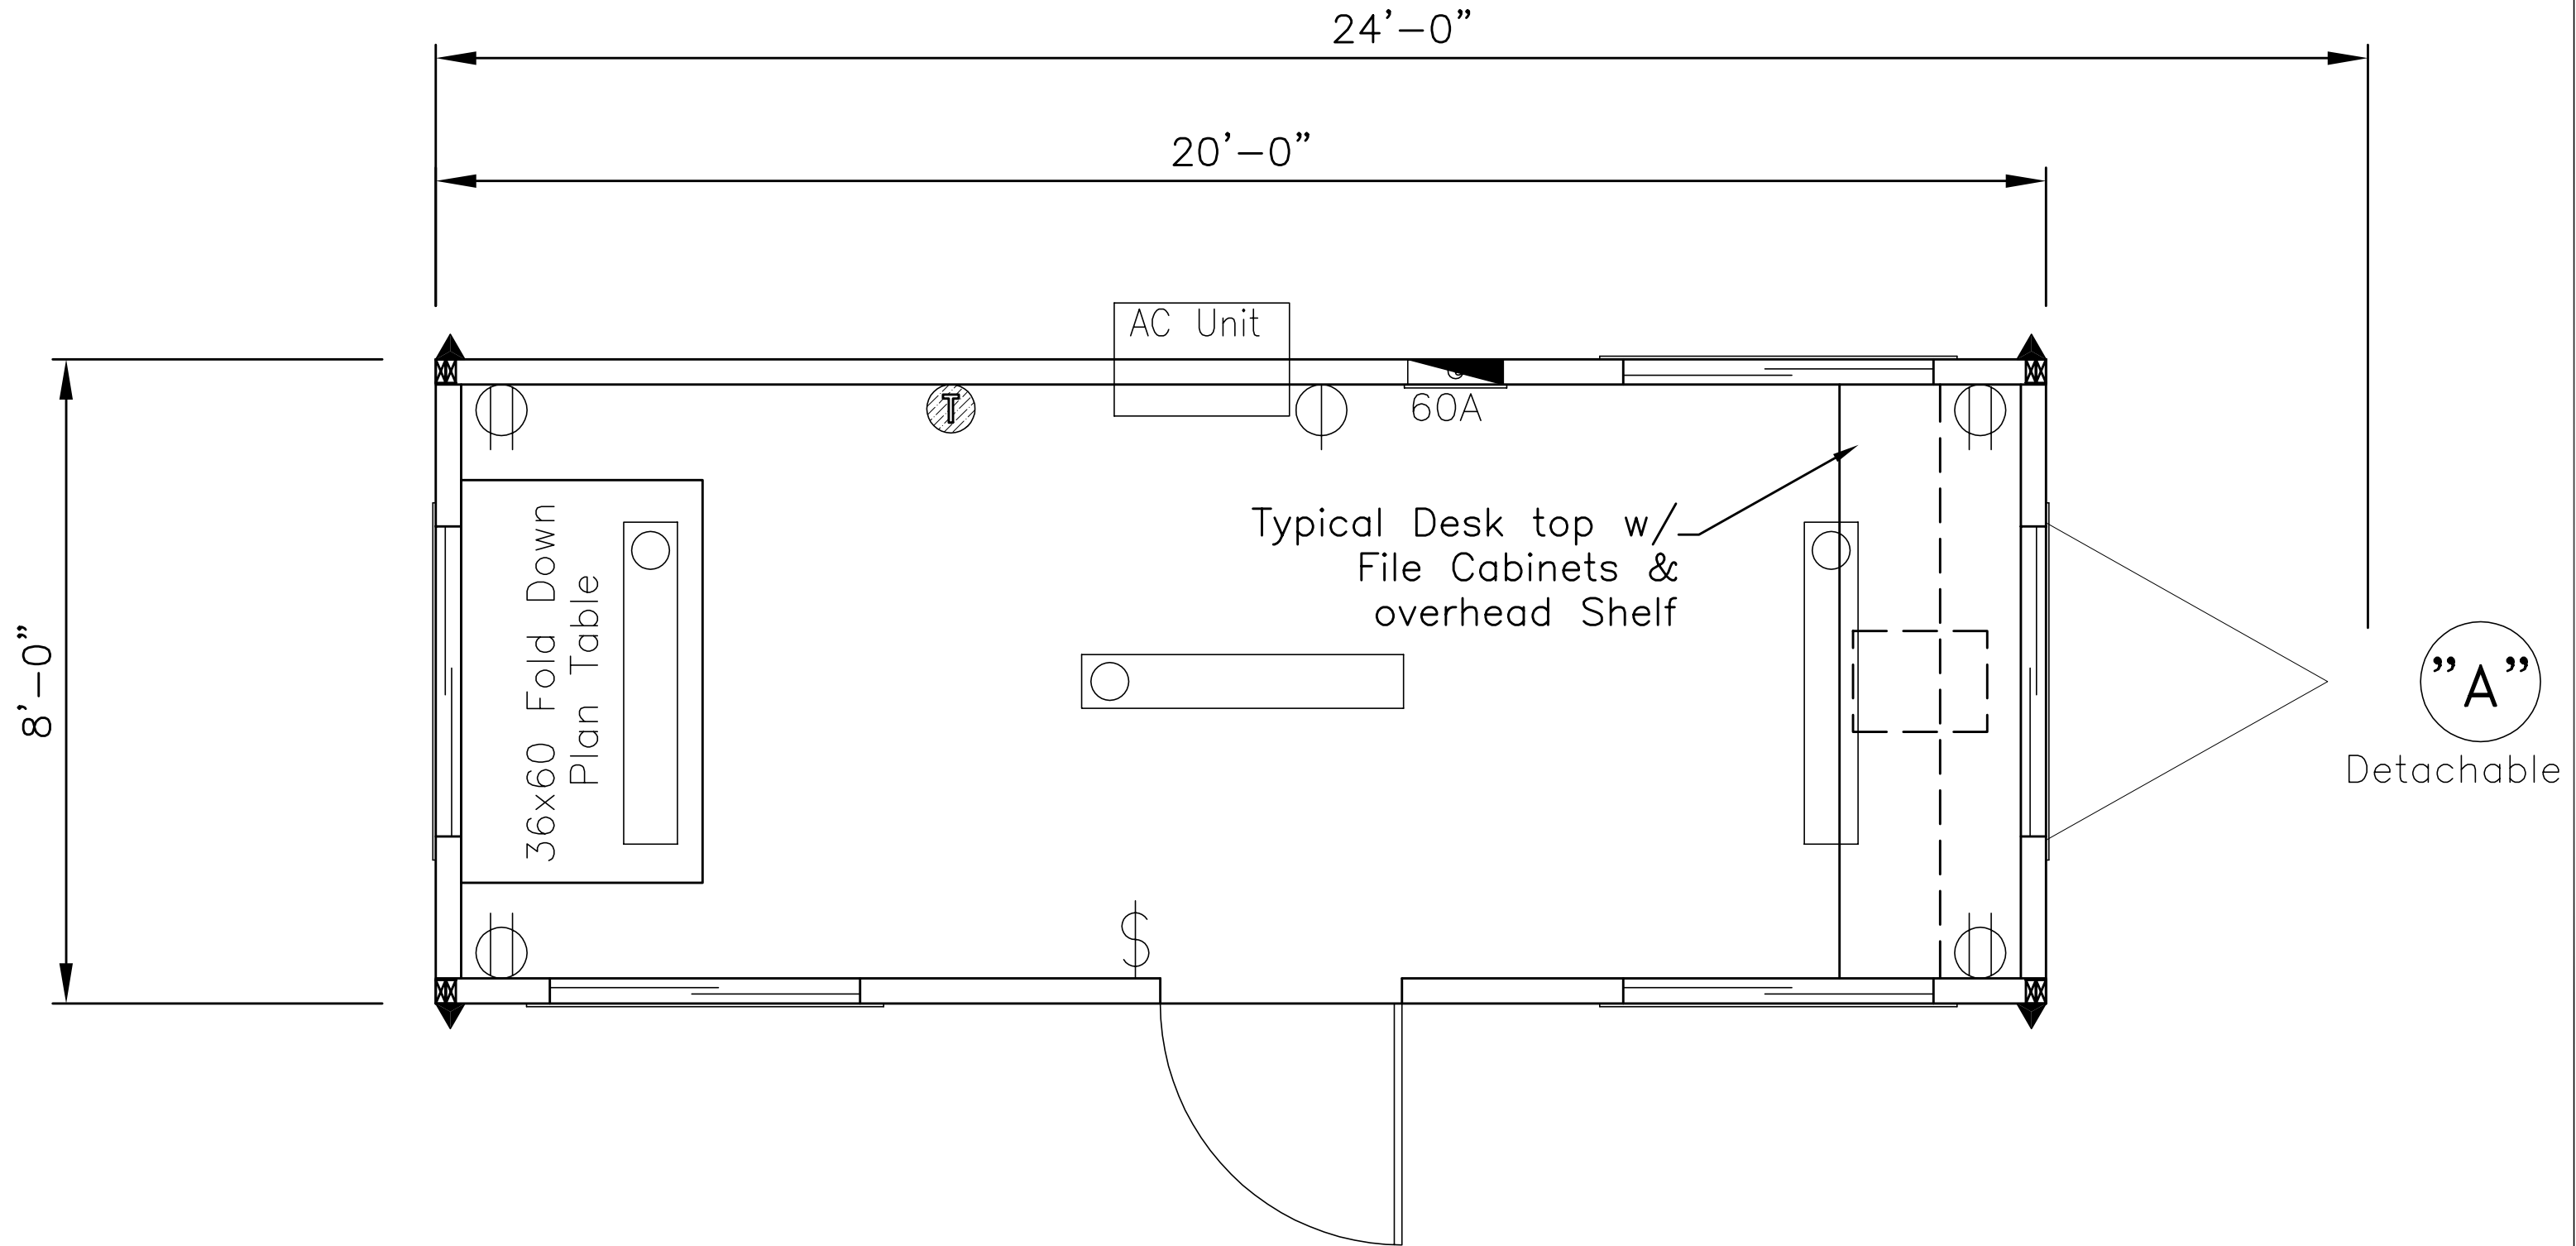 24'-0"
20'-0"
AC Unit
T
60A
Typical Desk top w/
File Cabinets &
overhead Shelf
36x60 Fold Down
Plan Table
8'-0"
"A"
Detachable
$